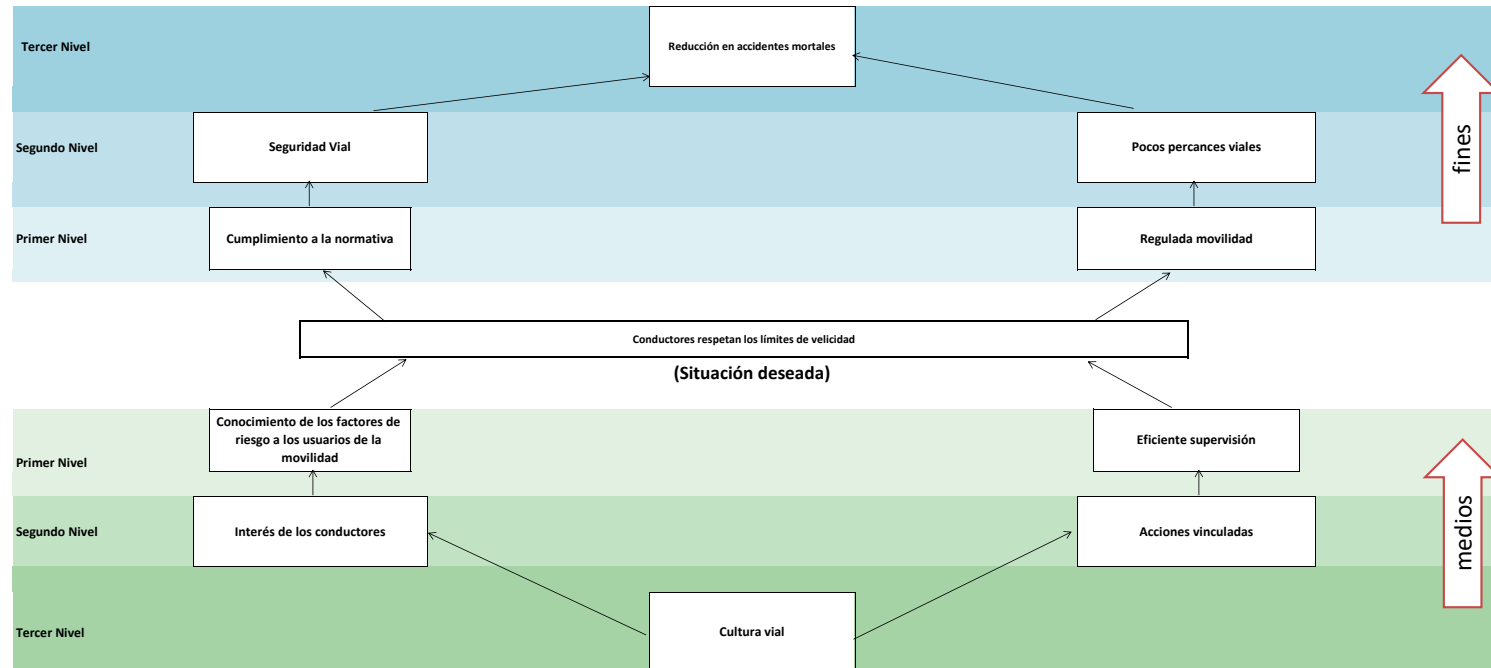 Tercer Nivel
Reducción en accidentes mortales
Segundo Nivel
Seguridad Vial
Pocos percances viales
fines
Primer Nivel
Cumplimiento a la normativa
Regulada movilidad
Conductores respetan los límites de velicidad
(Situación deseada)
Conocimiento de los factores de
riesgo a los usuarios de la
movilidad
Eficiente supervisión
Primer Nivel
Segundo Nivel
Interés de los conductores
Acciones vinculadas
medios
Tercer Nivel
Cultura vial